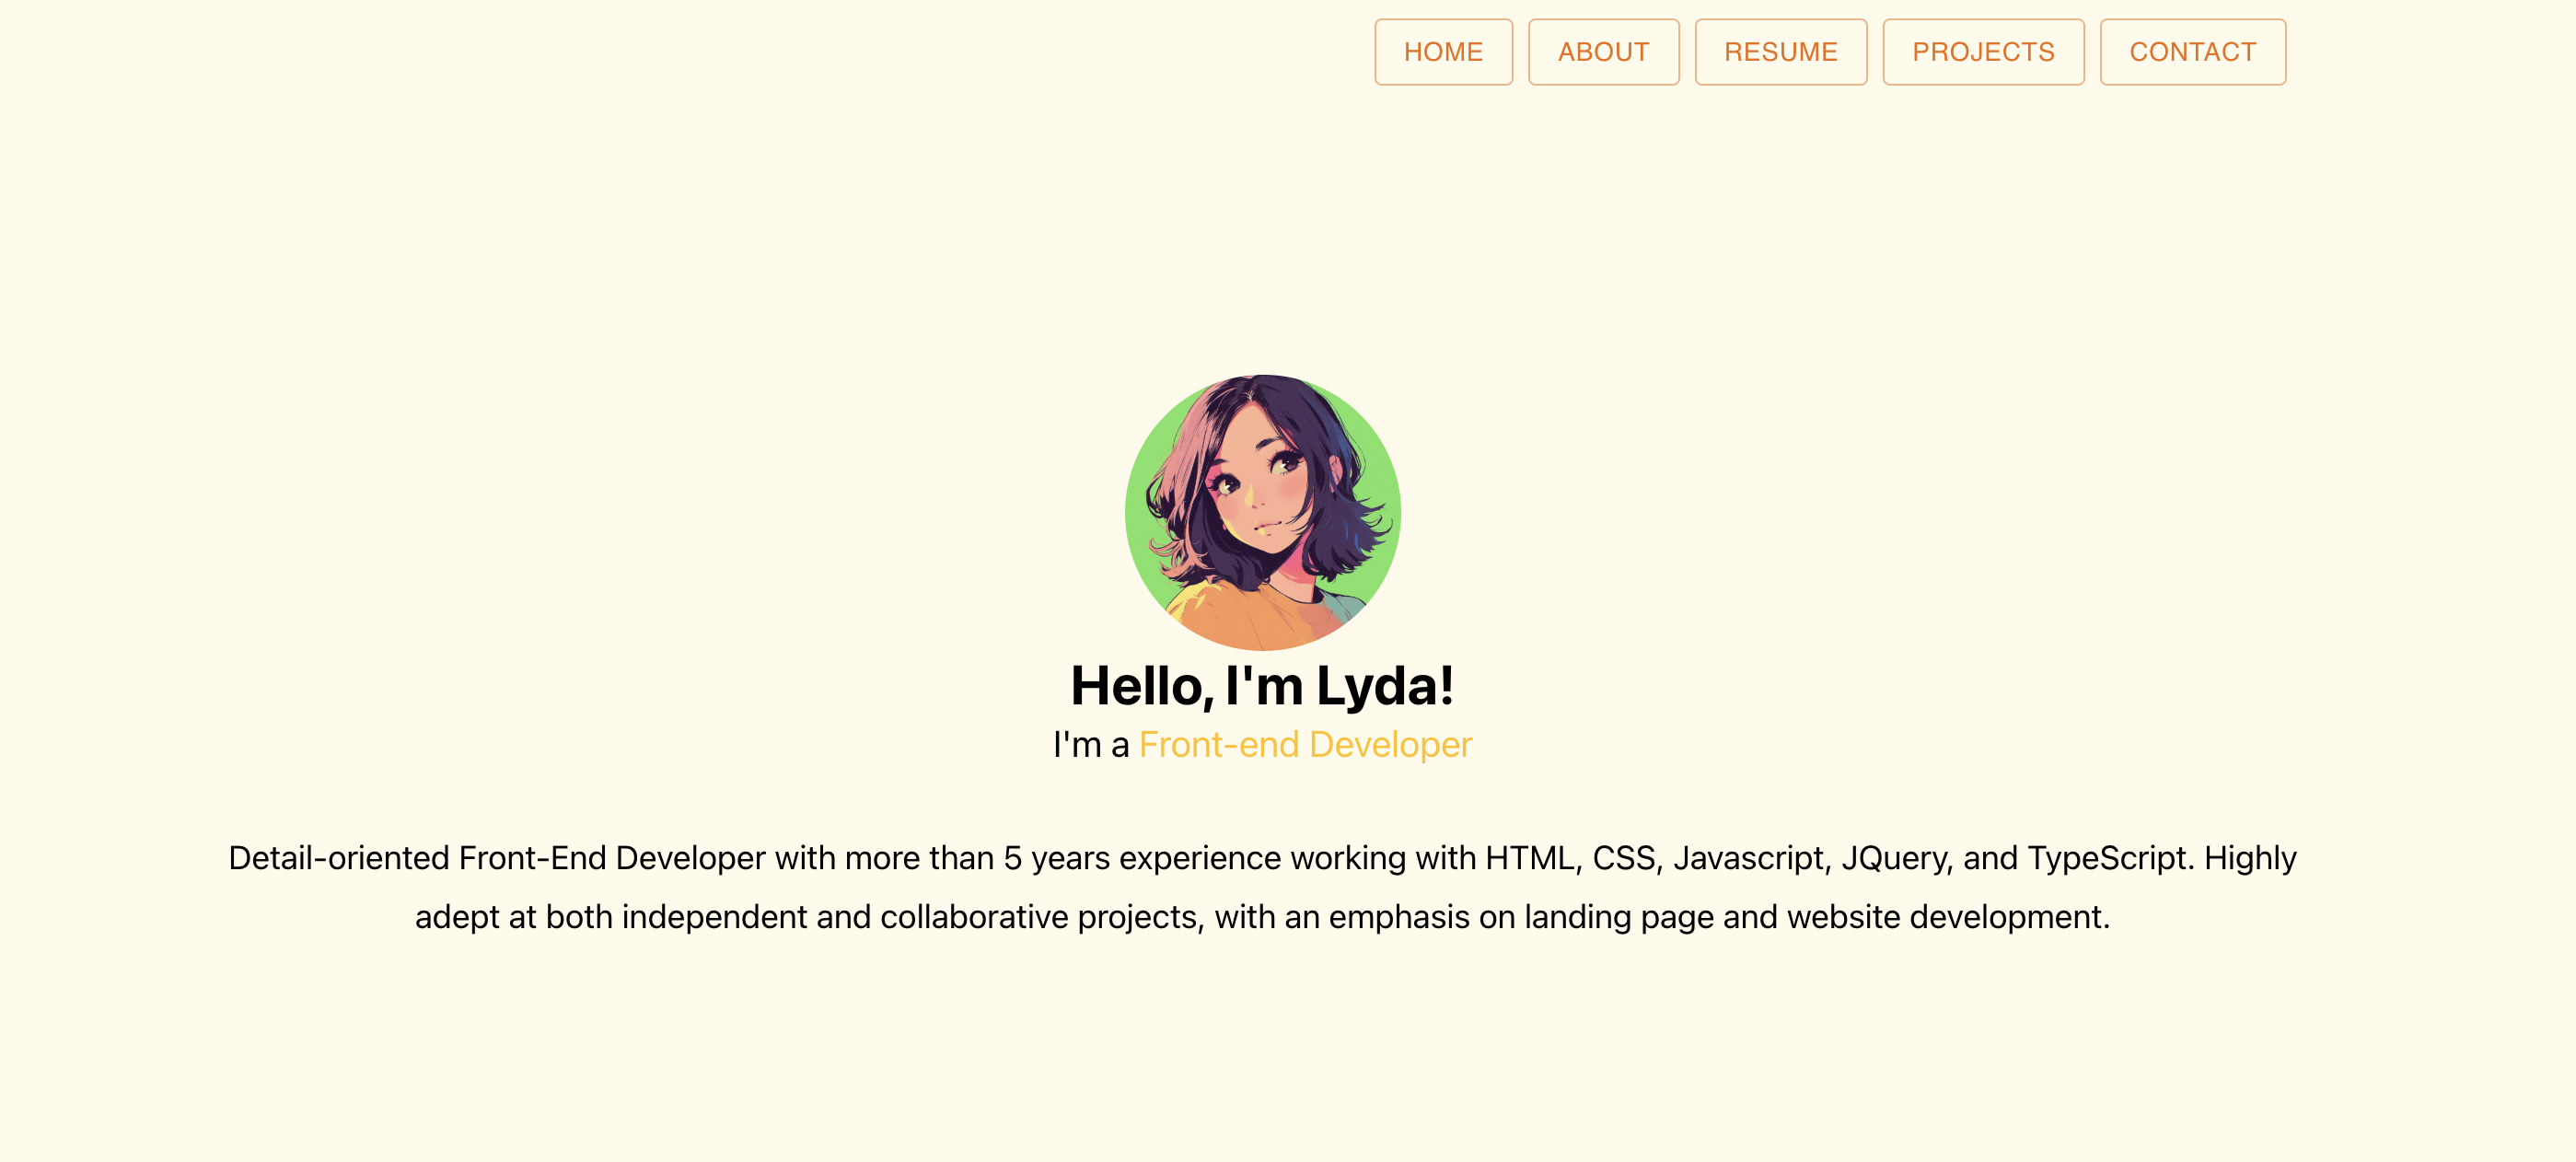 HOME ABOUT RESUME PROJECTS CONTACT
Hello, I'm Lyda!
I'm a Front-end Developer
Detail-oriented Front-End Developer with more than 5 years experience working with HTML, CSS, Javascript, JQuery, and TypeScript. Highly
adept at both independent and collaborative projects, with an emphasis on landing page and website development.